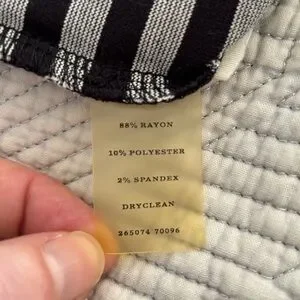 88% RAYON
10% POLYESTER
2% SPANDEX
DRYCLEAN
265074 70096